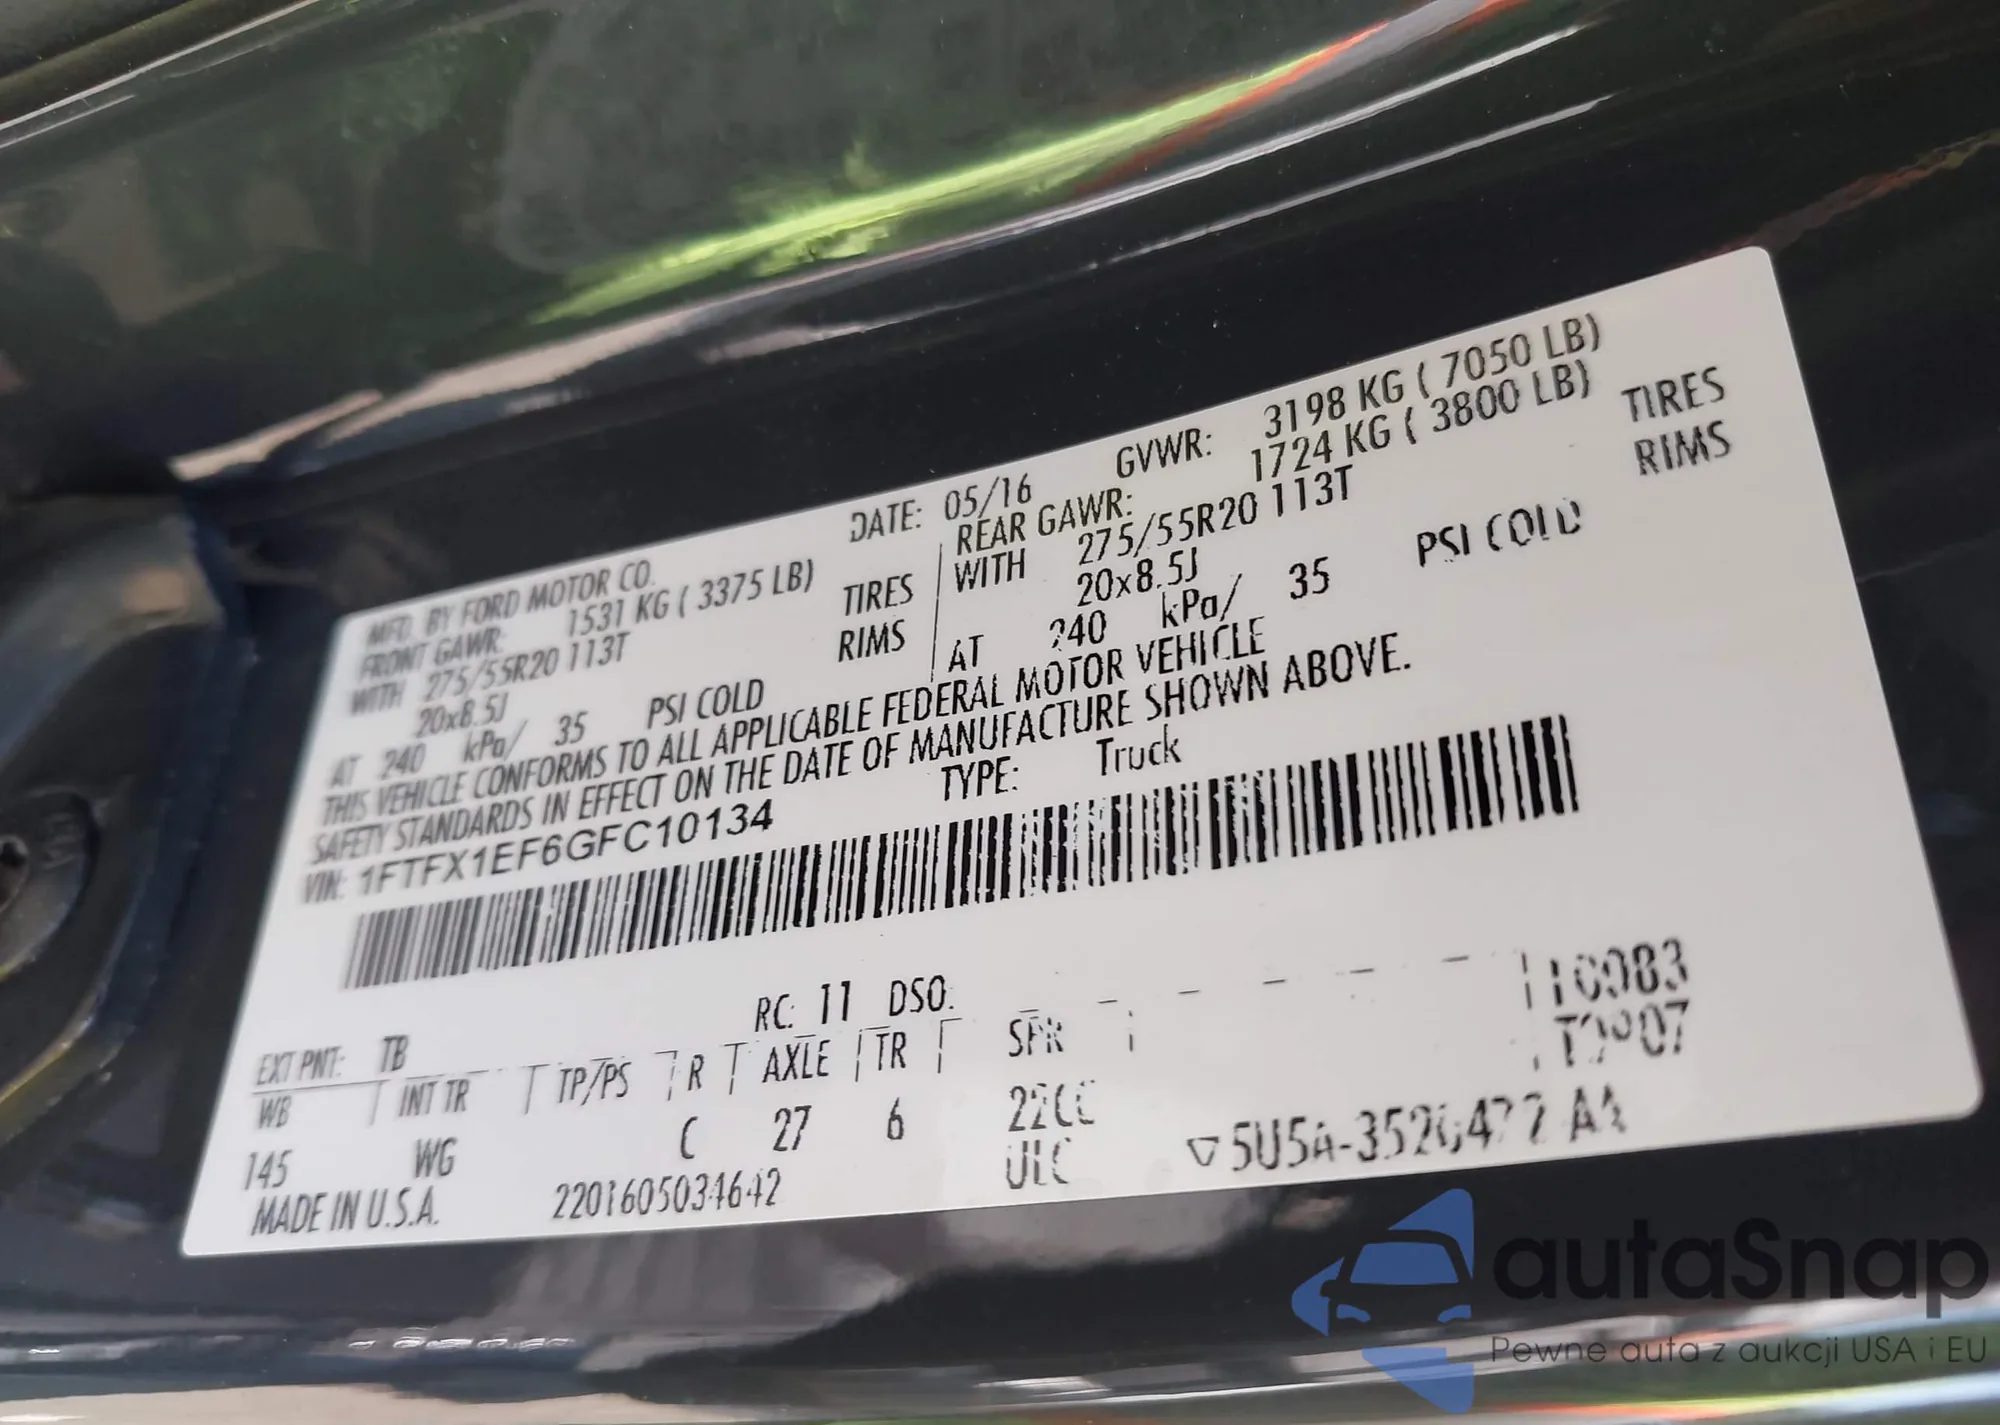 MFD. BY FORD MOTOR CO. DATE: 05/16 GVWR: 3198 KG ( 7050 LB)
FRONT GAWR: 1531 KG ( 3375 LB) REAR GAWR: 1724 KG ( 3800 LB)
WITH 275/55R20 113T TIRES WITH 275/55R20 113T TIRES
20x8.5J RIMS 20x8.5J RIMS
AT 240 kPa/ 35 PSI COLD AT 240 kPa/ 35 PSI COLD
THIS VEHICLE CONFORMS TO ALL APPLICABLE FEDERAL MOTOR VEHICLE
SAFETY STANDARDS IN EFFECT ON THE DATE OF MANUFACTURE SHOWN ABOVE.
VIN: 1FTFX1EF6GFC10134 TYPE: Truck
EXT PNT: TB RC: 11 DSO:
WB INT TR TP/PS R AXLE TR SPR
145 WG C 27 6
MADE IN U.S.A. 2201605034642 ULC
autaSnap
Pewne auta z aukcji USA i EU